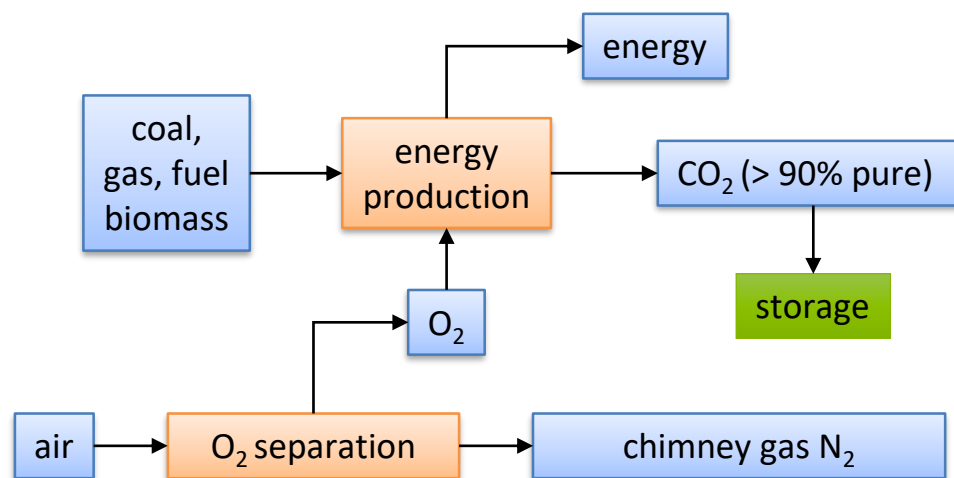 energy
coal,
gas, fuel
biomass
energy
production
CO₂ (> 90% pure)
storage
O₂
air
O₂ separation
chimney gas N₂